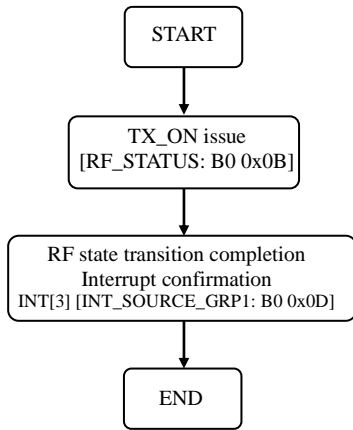 START
TX_ON issue
[RF_STATUS: B0 0x0B]
RF state transition completion
Interrupt confirmation
INT[3] [INT_SOURCE_GRP1: B0 0x0D]
END